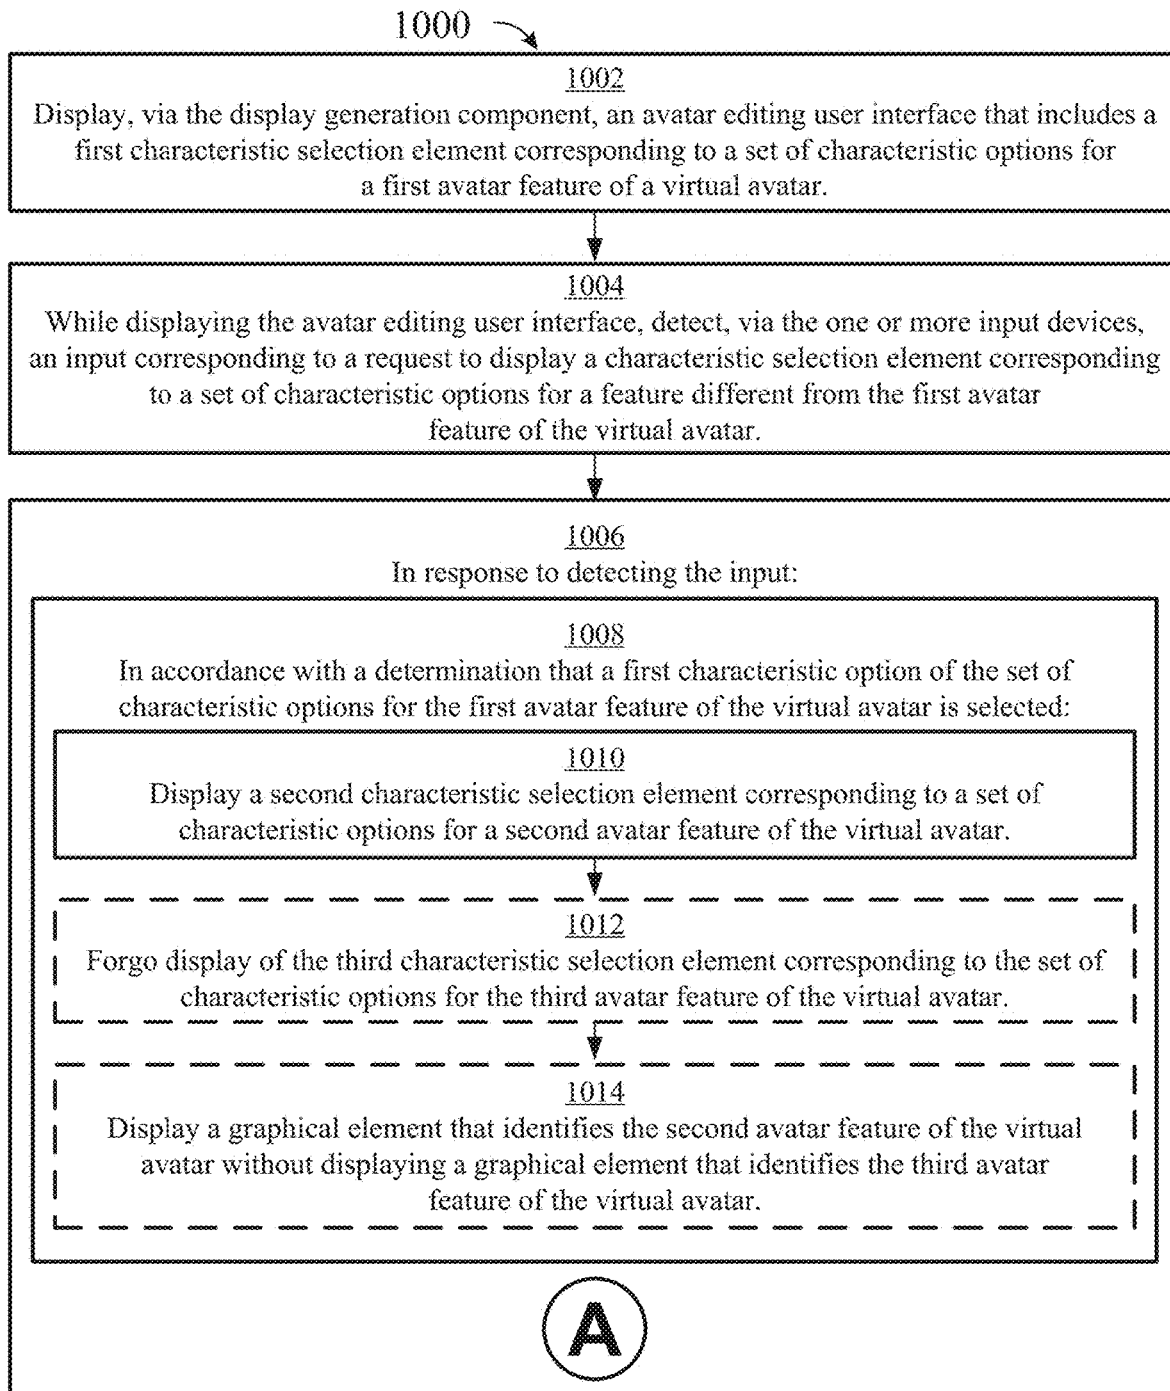 1000
1002
Display, via the display generation component, an avatar editing user interface that includes a
first characteristic selection element corresponding to a set of characteristic options for
a first avatar feature of a virtual avatar.
1004
While displaying the avatar editing user interface, detect, via the one or more input devices,
an input corresponding to a request to display a characteristic selection element corresponding
to a set of characteristic options for a feature different from the first avatar
feature of the virtual avatar.
1006
In response to detecting the input:
1008
In accordance with a determination that a first characteristic option of the set of
characteristic options for the first avatar feature of the virtual avatar is selected:
1010
Display a second characteristic selection element corresponding to a set of
characteristic options for a second avatar feature of the virtual avatar.
1012
Forgo display of the third characteristic selection element corresponding to the set of
characteristic options for the third avatar feature of the virtual avatar.
1014
Display a graphical element that identifies the second avatar feature of the virtual
avatar without displaying a graphical element that identifies the third avatar
feature of the virtual avatar.
A